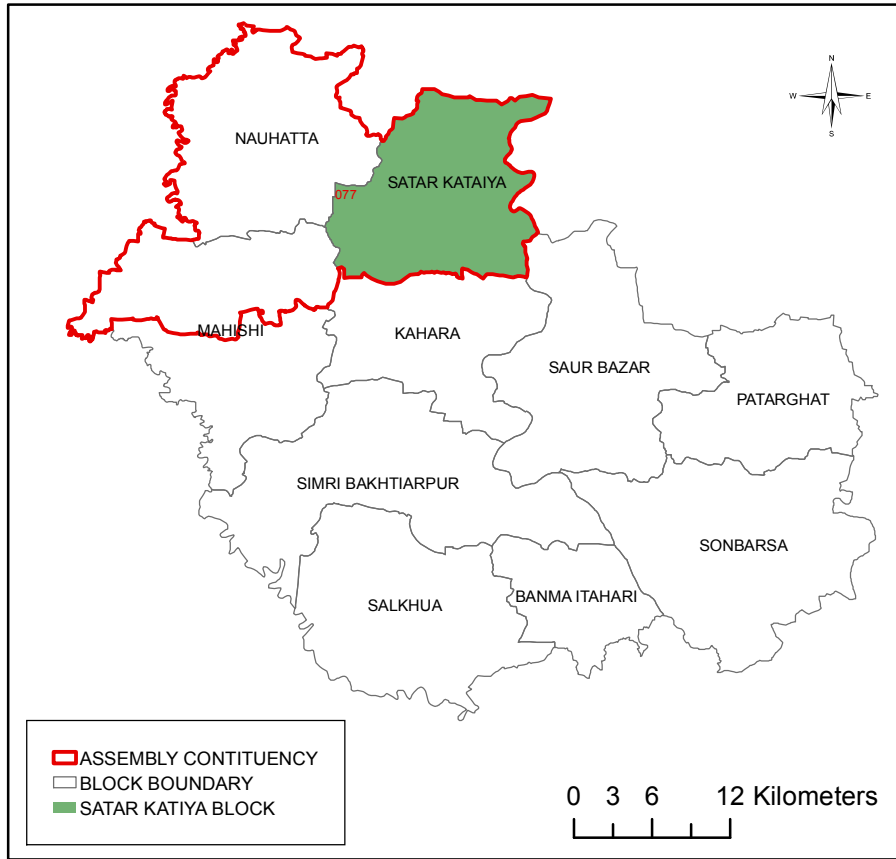 N
W E
S
NAUHATTA
SATAR KATAIYA
077
MAHISHI
KAHARA
SAUR BAZAR
PATARGHAT
SIMRI BAKHTIARPUR
SONBARSA
SALKHUA
BANMA ITAHARI
ASSEMBLY CONTITUENCY
BLOCK BOUNDARY
SATAR KATIYA BLOCK
0 3 6 12 Kilometers